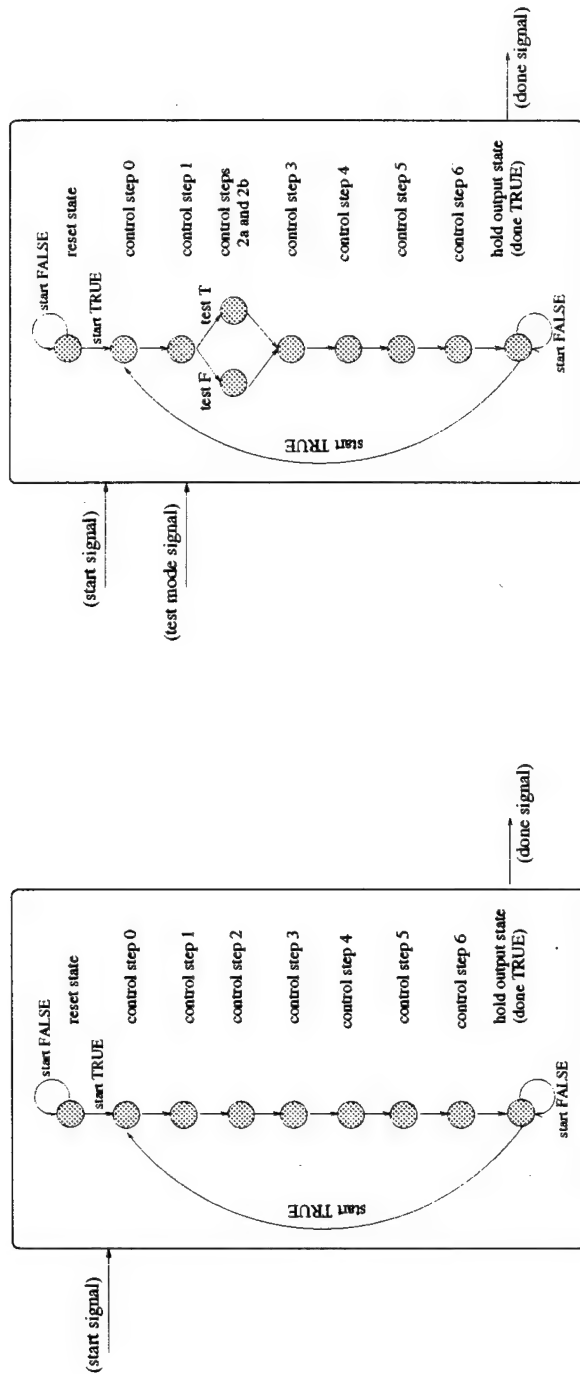 (start signal)
start FALSE
reset state
start TRUE
control step 0
control step 1
control step 2
control step 3
control step 4
control step 5
control step 6
start TRUE
hold output state
(done TRUE)
start FALSE
(done signal)
(start signal)
(test mode signal)
start FALSE
reset state
start TRUE
control step 0
control step 1
test F
test T
control steps
2a and 2b
control step 3
control step 4
control step 5
control step 6
start TRUE
hold output state
(done TRUE)
start FALSE
(done signal)